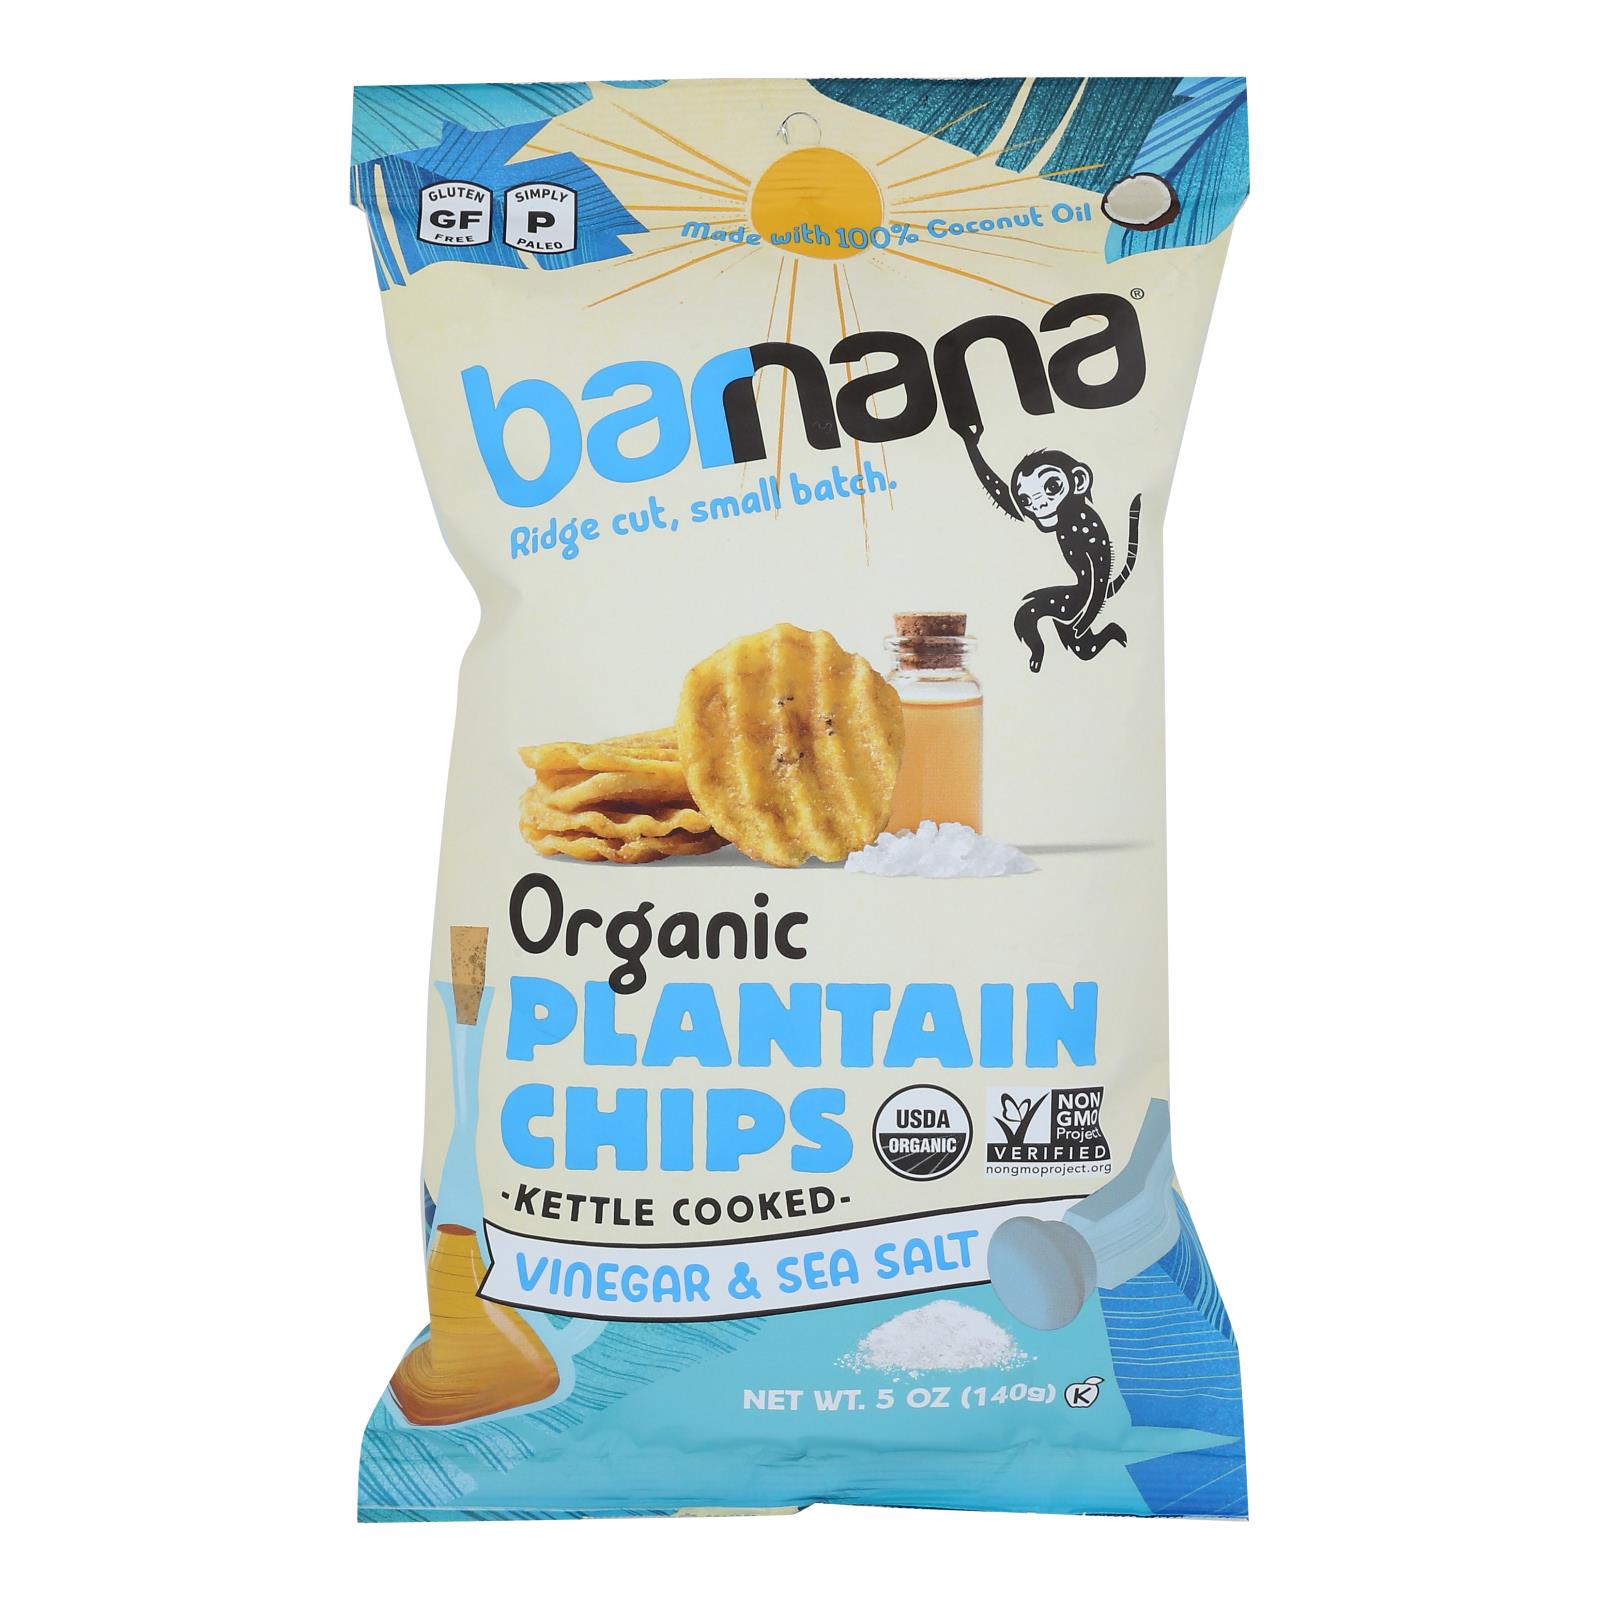 GLUTEN
GF
FREE
SIMPLY
P
PALEO
Made with 100% Coconut Oil
barnana®
Ridge cut, small batch.
Organic
PLANTAIN
CHIPS
USDA
ORGANIC
NON
GMO
Project
VERIFIED
nongmoproject.org
-KETTLE COOKED-
VINEGAR & SEA SALT
NET WT. 5 OZ (140g) K